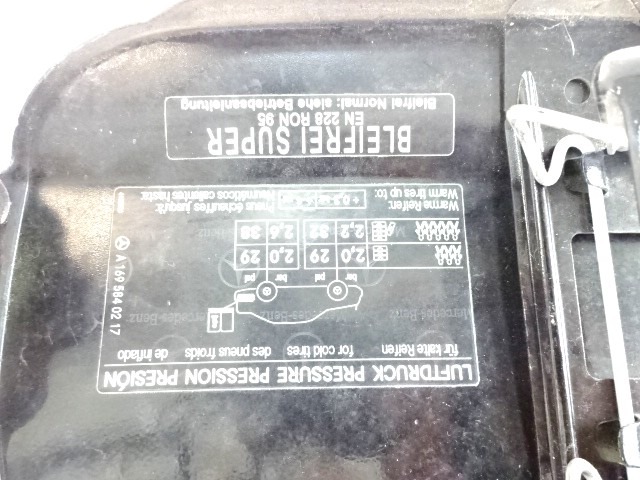 LUFTDRUCK PRESSURE PRESSION PRESIÓN
für kalte Reifen for cold tires des pneus froids de inflado
bar psi bar psi
2,0 29 2,0 29
2,2 32 2,6 38
Warme Reifen: Pneus échauffés jusqu'à:
Warm tires up to: Neumáticos calientes hasta:
A 169 584 02 17
BLEIFREI SUPER
EN 228 RON 95
Bleifrei Normal: siehe Betriebsanleitung